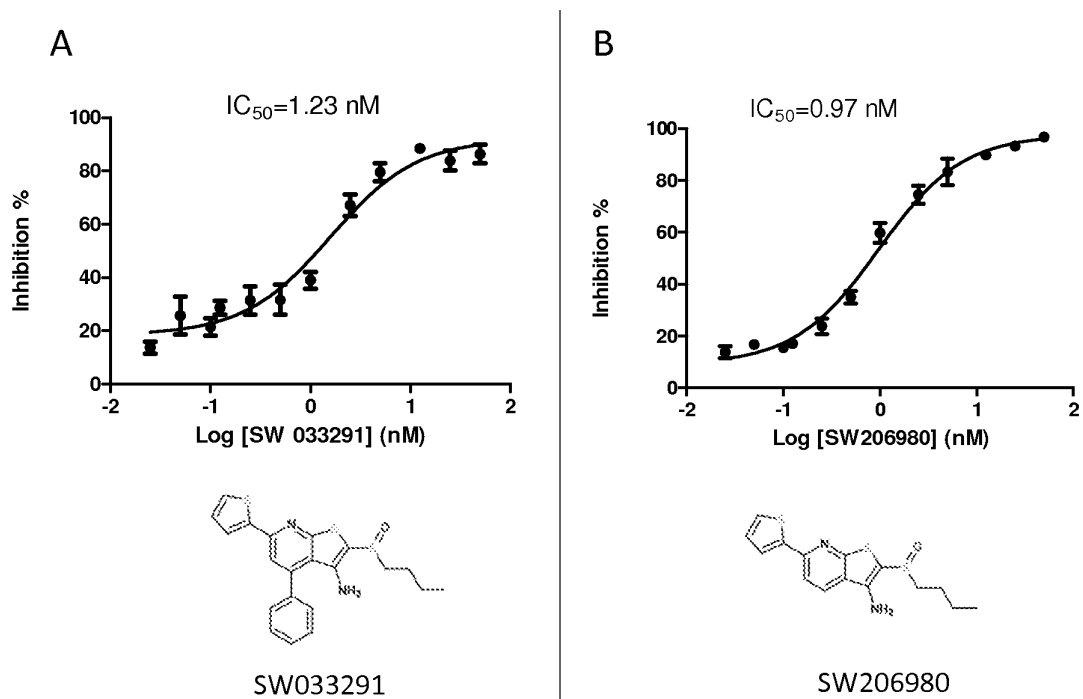 A
B
IC50=1.23 nM
IC50=0.97 nM
100
80
60
40
20
0
Inhibition %
-2 -1 0 1 2
Log [SW 033291] (nM)
100
80
60
40
20
0
Inhibition %
-2 -1 0 1 2
Log [SW206980] (nM)
N
O
NH2
N
O
NH2
SW033291
SW206980